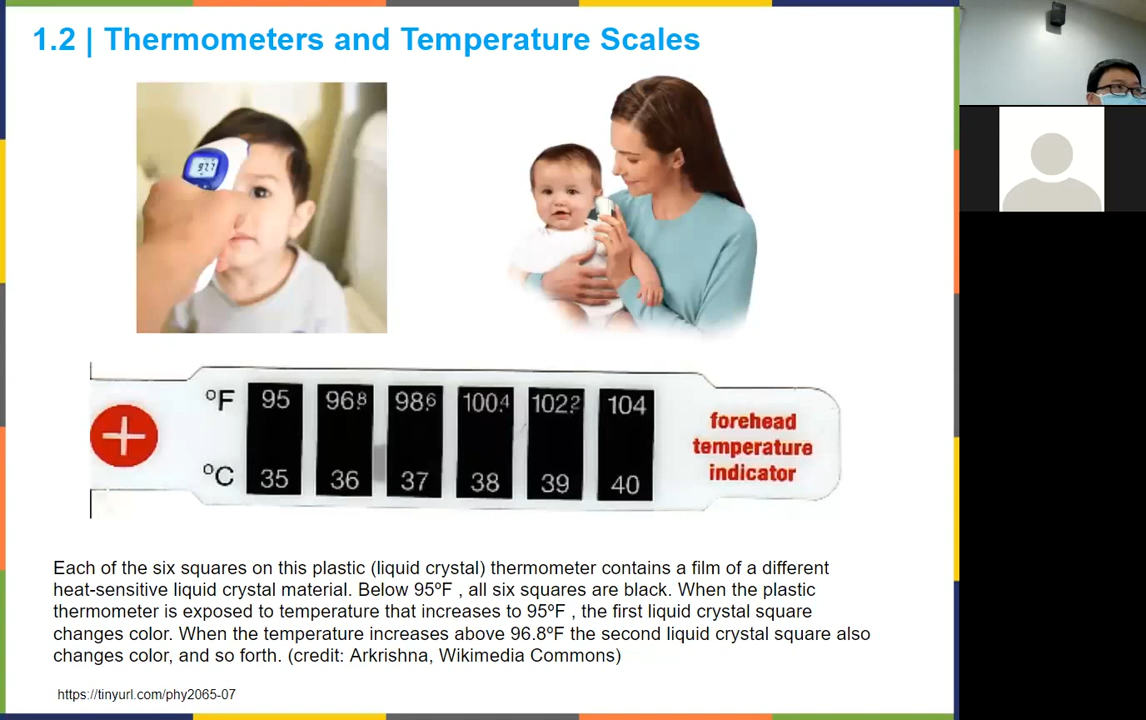 1.2 | Thermometers and Temperature Scales
97.7
ºF 95 96.8 98.6 100.4 102.2 104
ºC 35 36 37 38 39 40
forehead
temperature
indicator
Each of the six squares on this plastic (liquid crystal) thermometer contains a film of a different
heat-sensitive liquid crystal material. Below 95ºF , all six squares are black. When the plastic
thermometer is exposed to temperature that increases to 95ºF , the first liquid crystal square
changes color. When the temperature increases above 96.8ºF the second liquid crystal square also
changes color, and so forth. (credit: Arkrishna, Wikimedia Commons)
https://tinyurl.com/phy2065-07